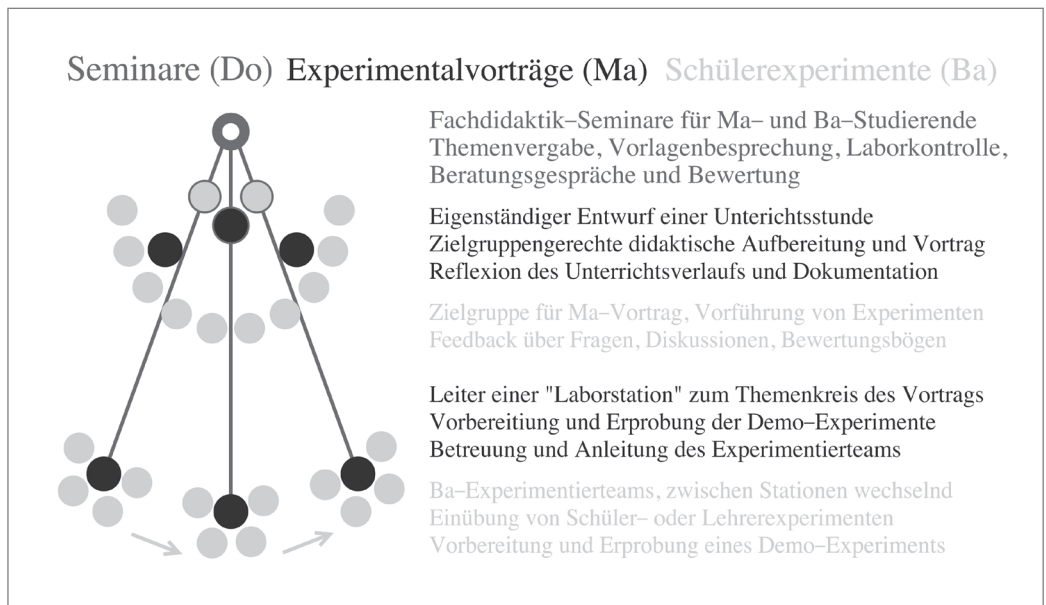 Seminare (Do) Experimentalvorträge (Ma) Schülerexperimente (Ba)
Fachdidaktik–Seminare für Ma– und Ba–Studierende
Themenvergabe, Vorlagenbesprechung, Laborkontrolle,
Beratungsgespräche und Bewertung
Eigenständiger Entwurf einer Unterichtsstunde
Zielgruppengerechte didaktische Aufbereitung und Vortrag
Reflexion des Unterrichtsverlaufs und Dokumentation
Zielgruppe für Ma–Vortrag, Vorführung von Experimenten
Feedback über Fragen, Diskussionen, Bewertungsbögen
Leiter einer "Laborstation" zum Themenkreis des Vortrags
Vorbereitiung und Erprobung der Demo–Experimente
Betreuung und Anleitung des Experimentierteams
Ba–Experimentierteams, zwischen Stationen wechselnd
Einübung von Schüler– oder Lehrerexperimenten
Vorbereitung und Erprobung eines Demo–Experiments